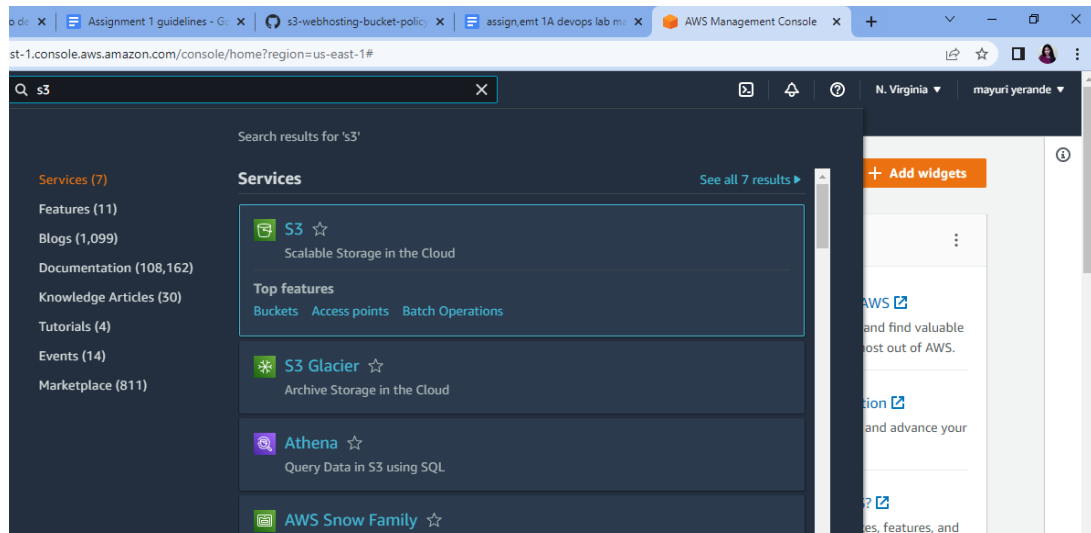 Assignment 1 guidelines - Go
s3-webhosting-bucket-policy
assign,emt 1A devops lab ma
AWS Management Console
st-1.console.aws.amazon.com/console/home?region=us-east-1#
s3
N. Virginia
mayuri yerande
Search results for 's3'
Services (7)
Features (11)
Blogs (1,099)
Documentation (108,162)
Knowledge Articles (30)
Tutorials (4)
Events (14)
Marketplace (811)
Services
See all 7 results
S3
Scalable Storage in the Cloud
Top features
Buckets Access points Batch Operations
S3 Glacier
Archive Storage in the Cloud
Athena
Query Data in S3 using SQL
AWS Snow Family
+ Add widgets
AWS
and find valuable
ost out of AWS.
tion
and advance your
?
es, features, and